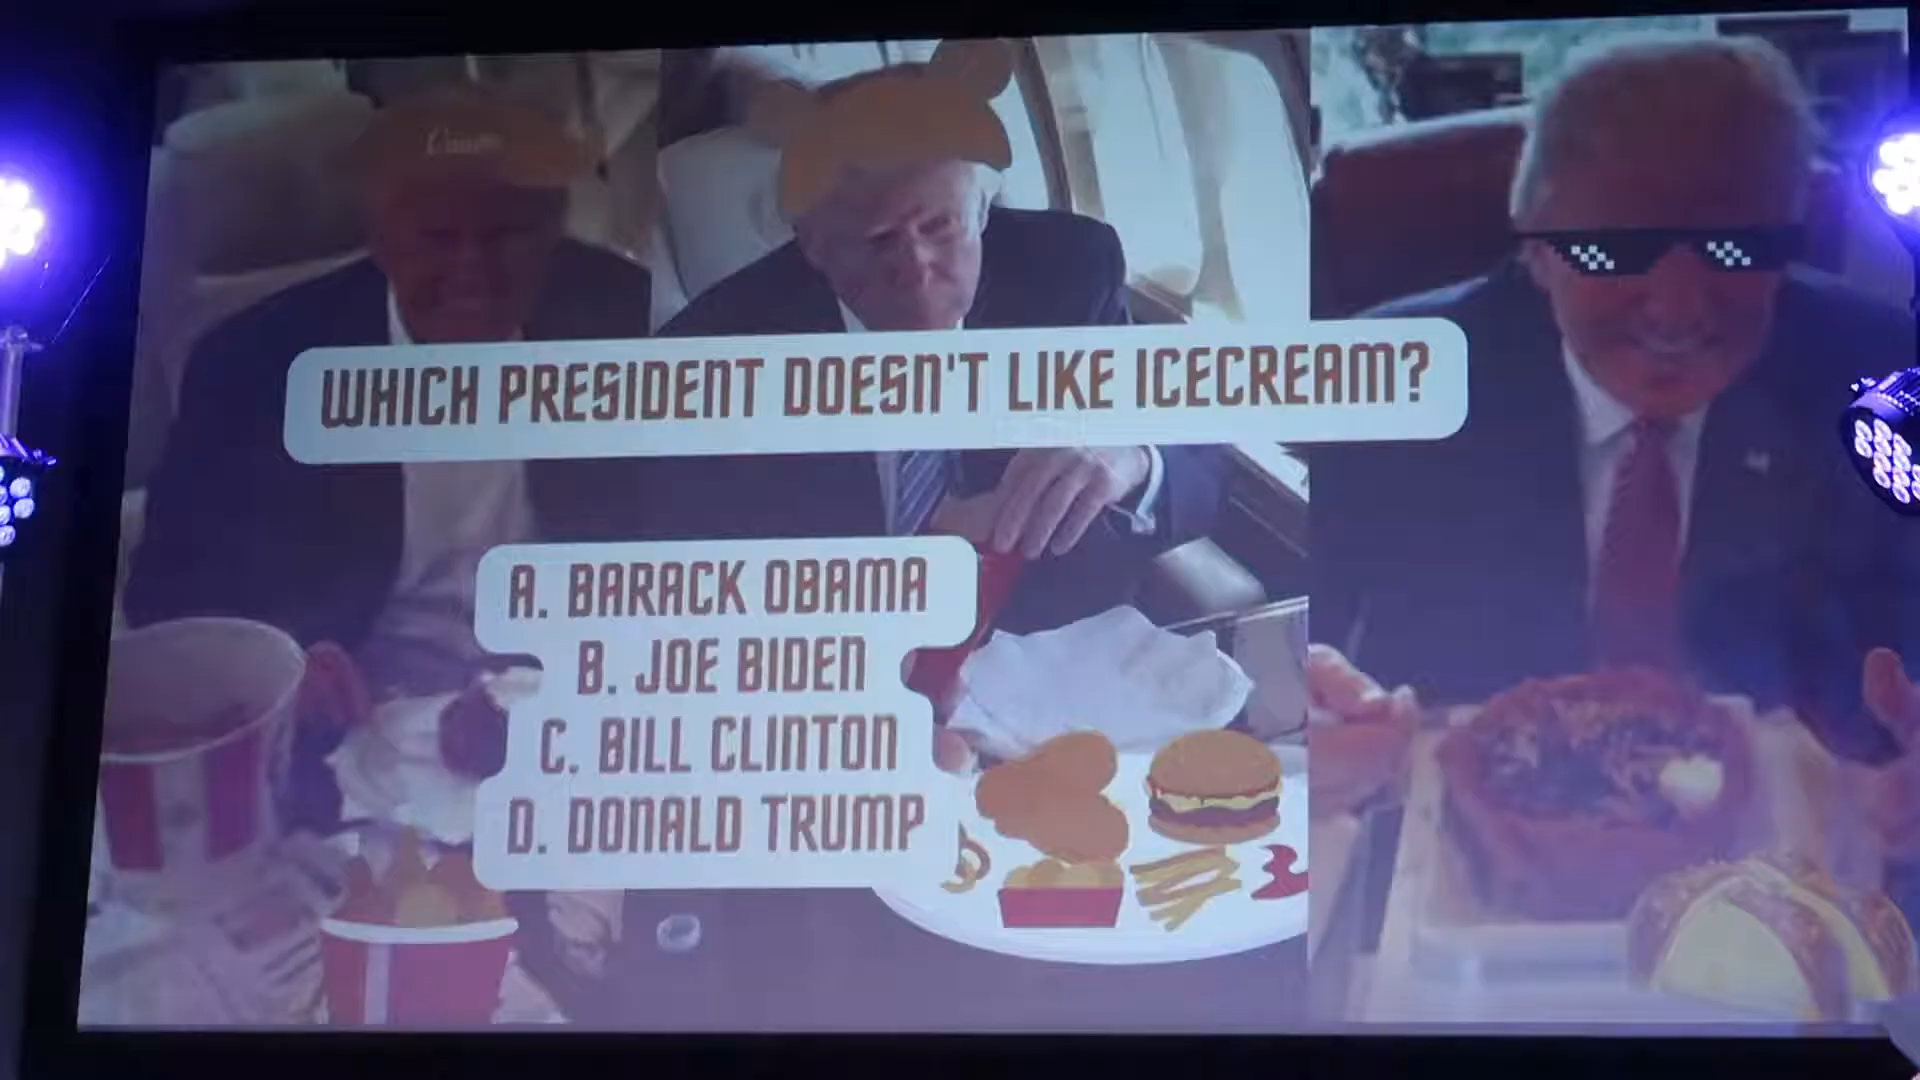 WHICH PRESIDENT DOESN'T LIKE ICECREAM?
A. BARACK OBAMA
B. JOE BIDEN
C. BILL CLINTON
D. DONALD TRUMP